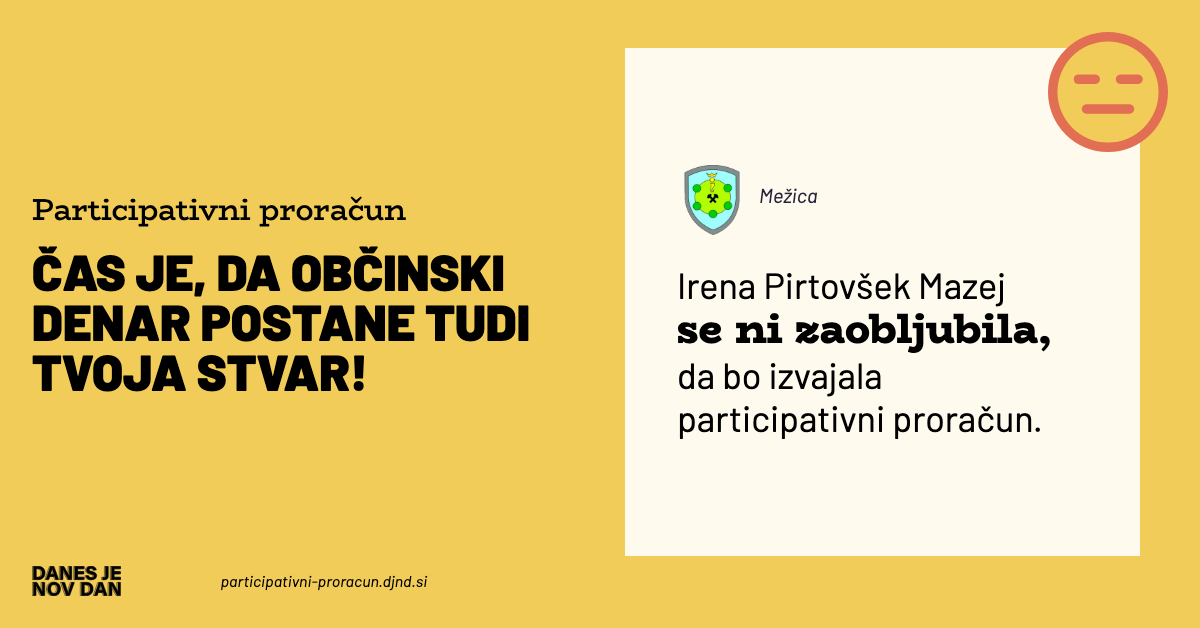 Participativni proračun
ČAS JE, DA OBČINSKI
DENAR POSTANE TUDI
TVOJA STVAR!
DANES JE
NOV DAN
participativni-proracun.djnd.si
Mežica
Irena Pirtovšek Mazej
se ni zaobljubila,
da bo izvajala
participativni proračun.